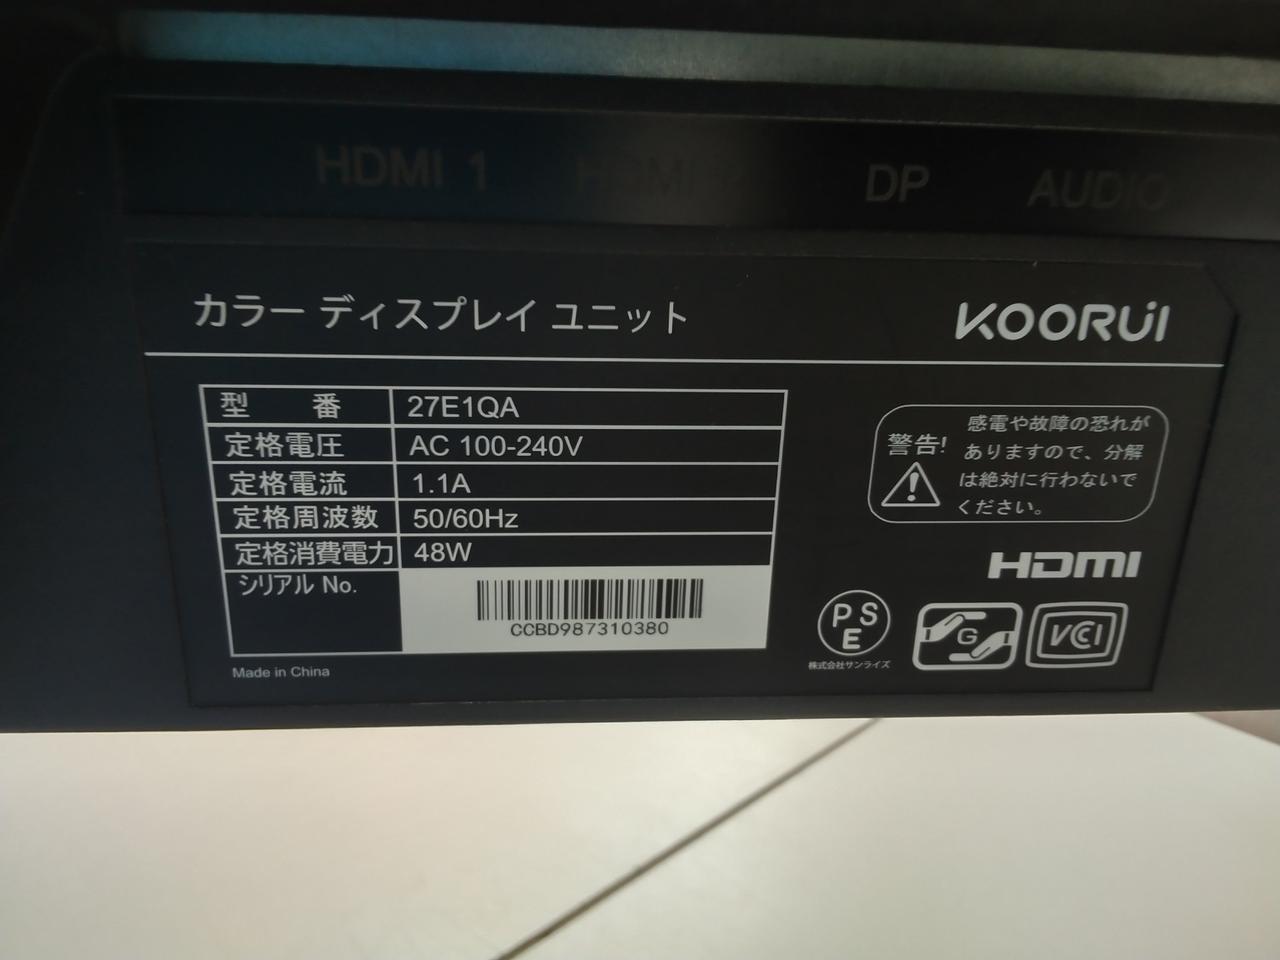 HDMI 1 HDMI 2 DP AUDIO
カラー ディスプレイ ユニット KOORUI
型 番 27E1QA
定格電圧 AC 100-240V
定格電流 1.1A
定格周波数 50/60Hz
定格消費電力 48W
シリアル No.
CCBD987310380
Made in China
警告!
感電や故障の恐れが
ありますので、分解
は絶対に行わないで
ください。
HDMI
PS
E
株式会社サンライズ
G
VCCI